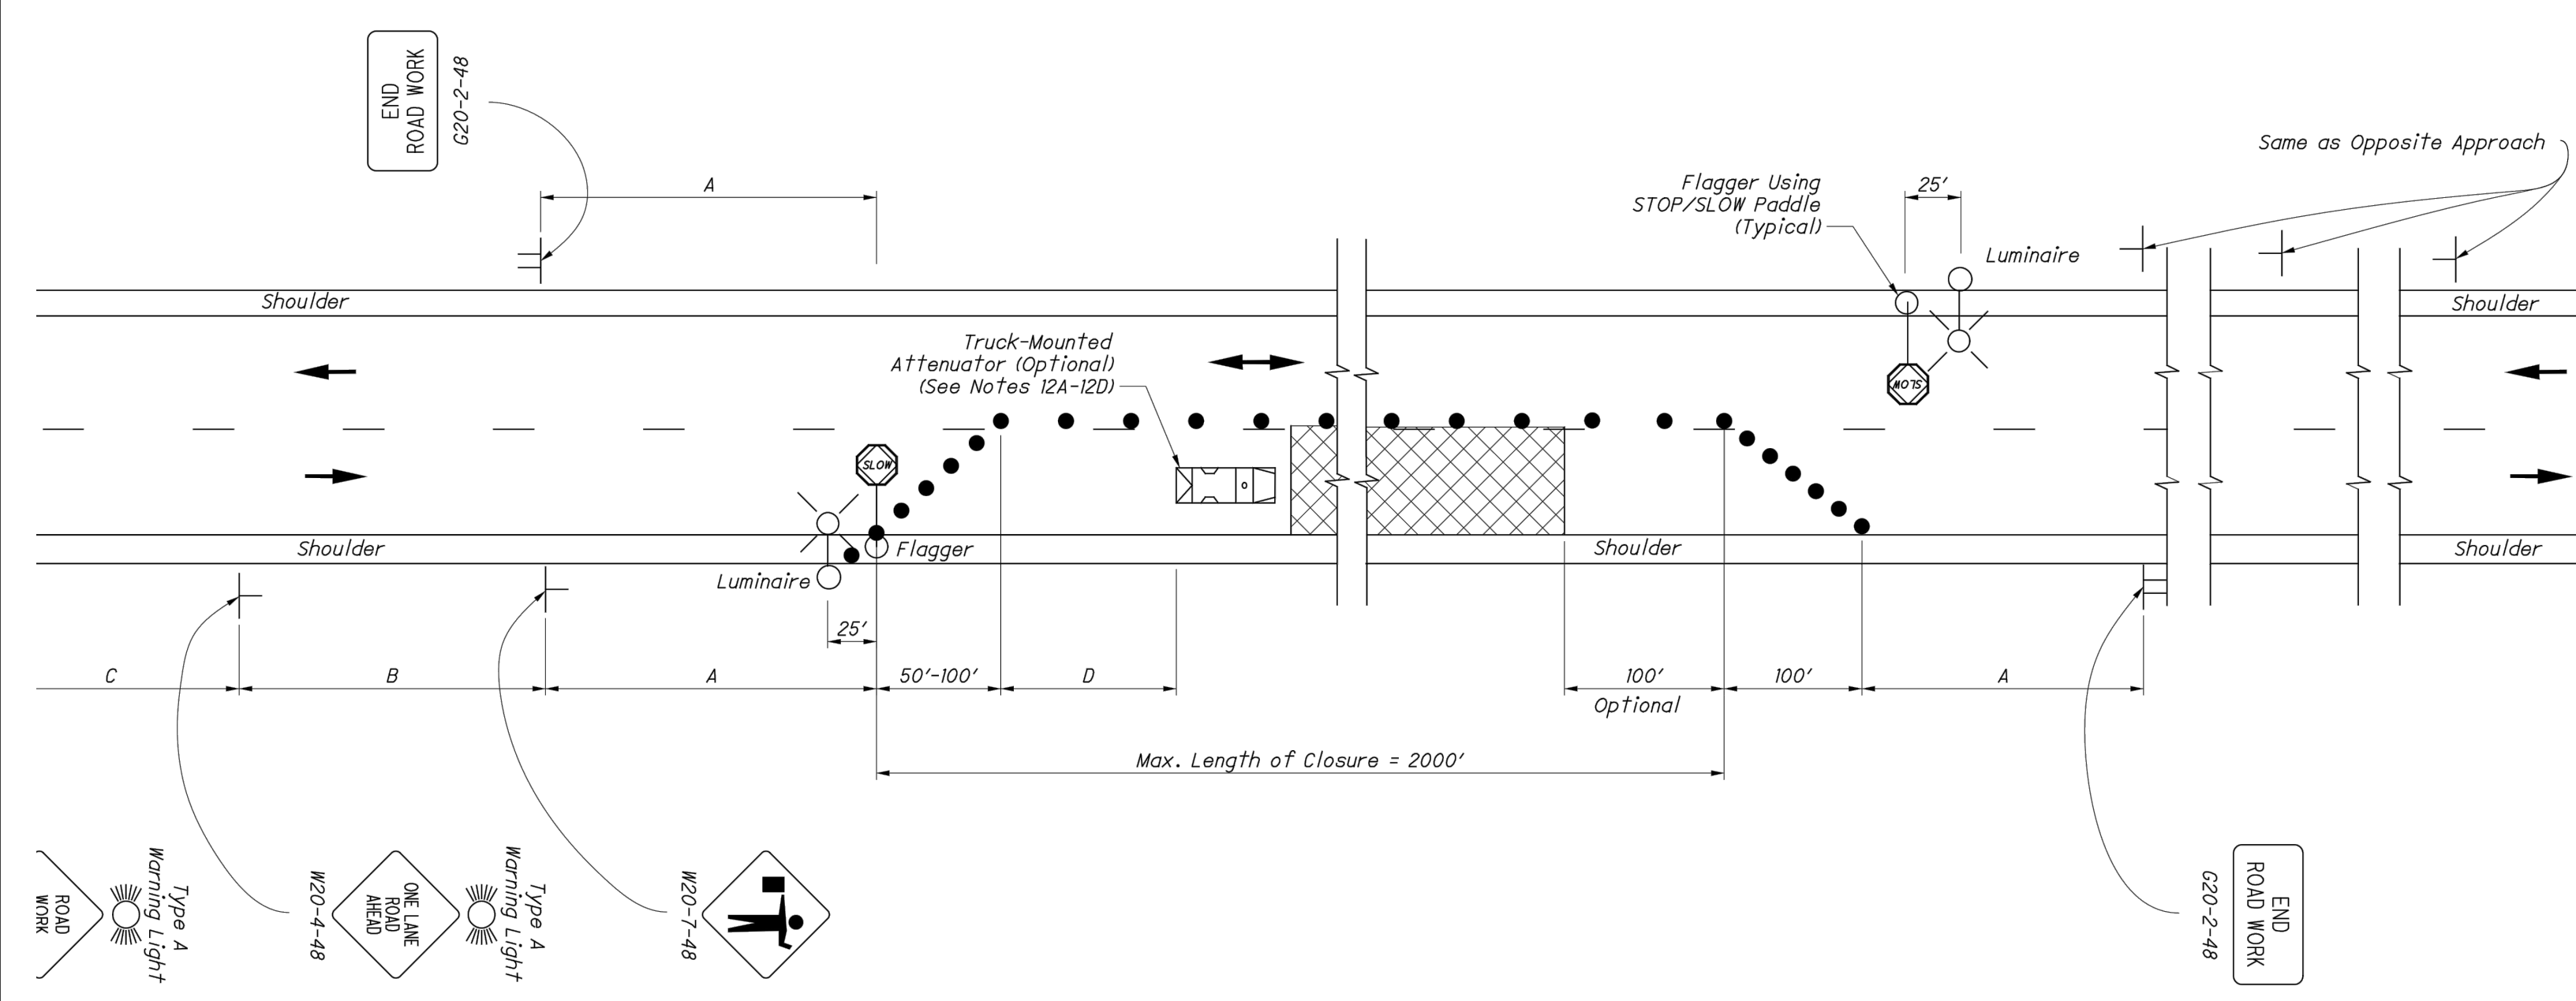 END
ROAD WORK
G20-2-48
A
Same as Opposite Approach
Flagger Using
STOP/SLOW Paddle
(Typical)
25'
Luminaire
Shoulder
Shoulder
Truck-Mounted
Attenuator (Optional)
(See Notes 12A-12D)
SLOW
SLOW
Shoulder
Flagger
Shoulder
Shoulder
Luminaire
25'
C
B
A
50'-100'
D
100'
Optional
100'
A
Max. Length of Closure = 2000'
ROAD
WORK
Type A
Warning Light
W20-4-48
ONE LANE
ROAD
AHEAD
Type A
Warning Light
W20-7-48
G20-2-48
END
ROAD WORK